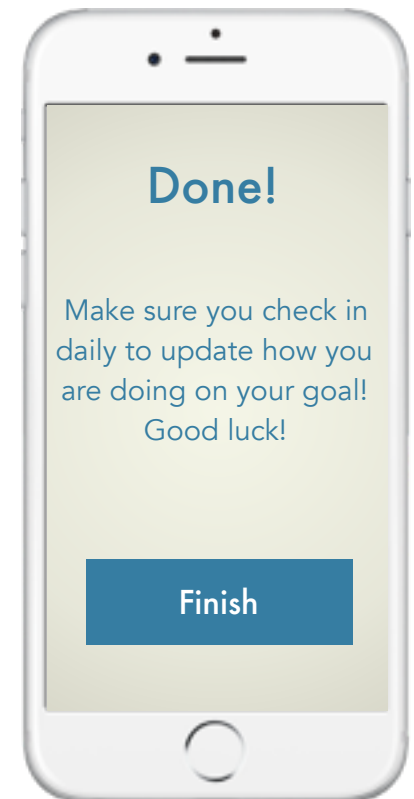 Done!
Make sure you check in
daily to update how you
are doing on your goal!
Good luck!
Finish